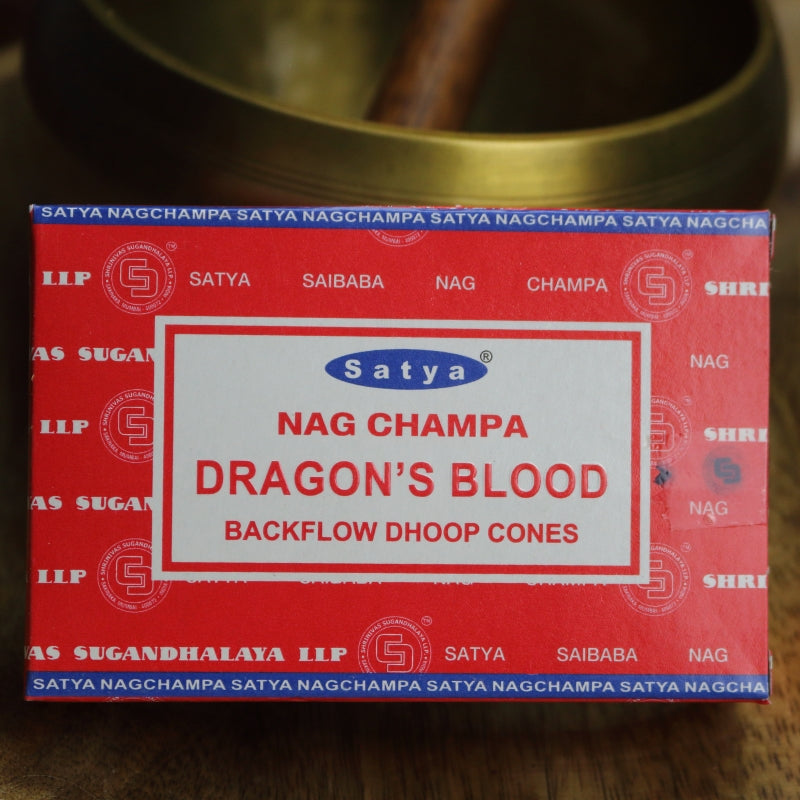 SATYA NAGCHAMPA SATYA NAGCHAMPA SATYA NAGCHAMPA SATYA NAGCHA
LLP SATYA SAIBABA NAG CHAMPA SHRI
VAS SUGAN NAG
Satya®
NAG CHAMPA
LLP SHRI
DRAGON'S BLOOD
AS SUGAN NAG
BACKFLOW DHOOP CONES
LLP SHRI
VAS SUGANDHALAYA LLP SATYA SAIBABA NAG
SATYA NAGCHAMPA SATYA NAGCHAMPA SATYA NAGCHAMPA SATYA NAGCHA